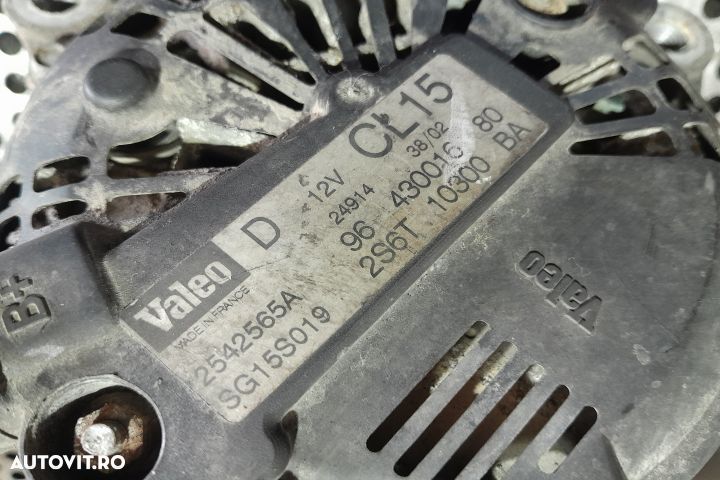 Valeo
MADE IN FRANCE
D 12V CL15
24914 38/02
2542565A 96 430016 80
SG15S019 2S6T 10300 BA
B+
Valeo
AUTOVIT.RO